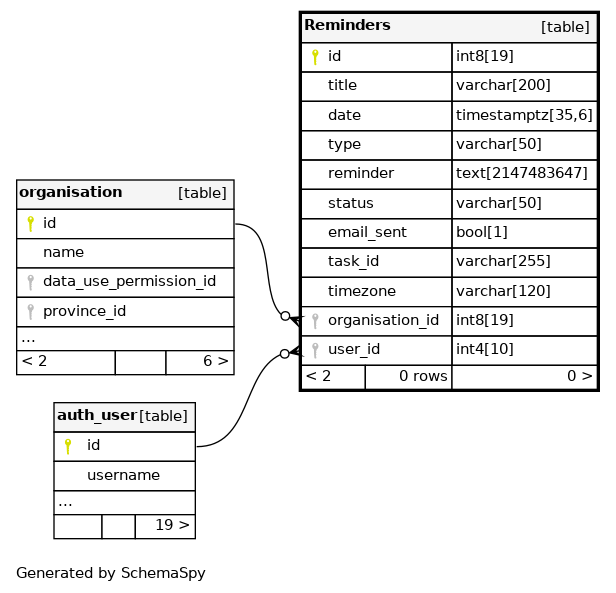 Reminders [table]
id int8[19]
title varchar[200]
date timestamptz[35,6]
type varchar[50]
reminder text[2147483647]
status varchar[50]
email_sent bool[1]
task_id varchar[255]
timezone varchar[120]
organisation_id int8[19]
user_id int4[10]
< 2 0 rows 0 >
organisation [table]
id
name
data_use_permission_id
province_id
...
< 2 6 >
auth_user [table]
id
username
...
19 >
Generated by SchemaSpy